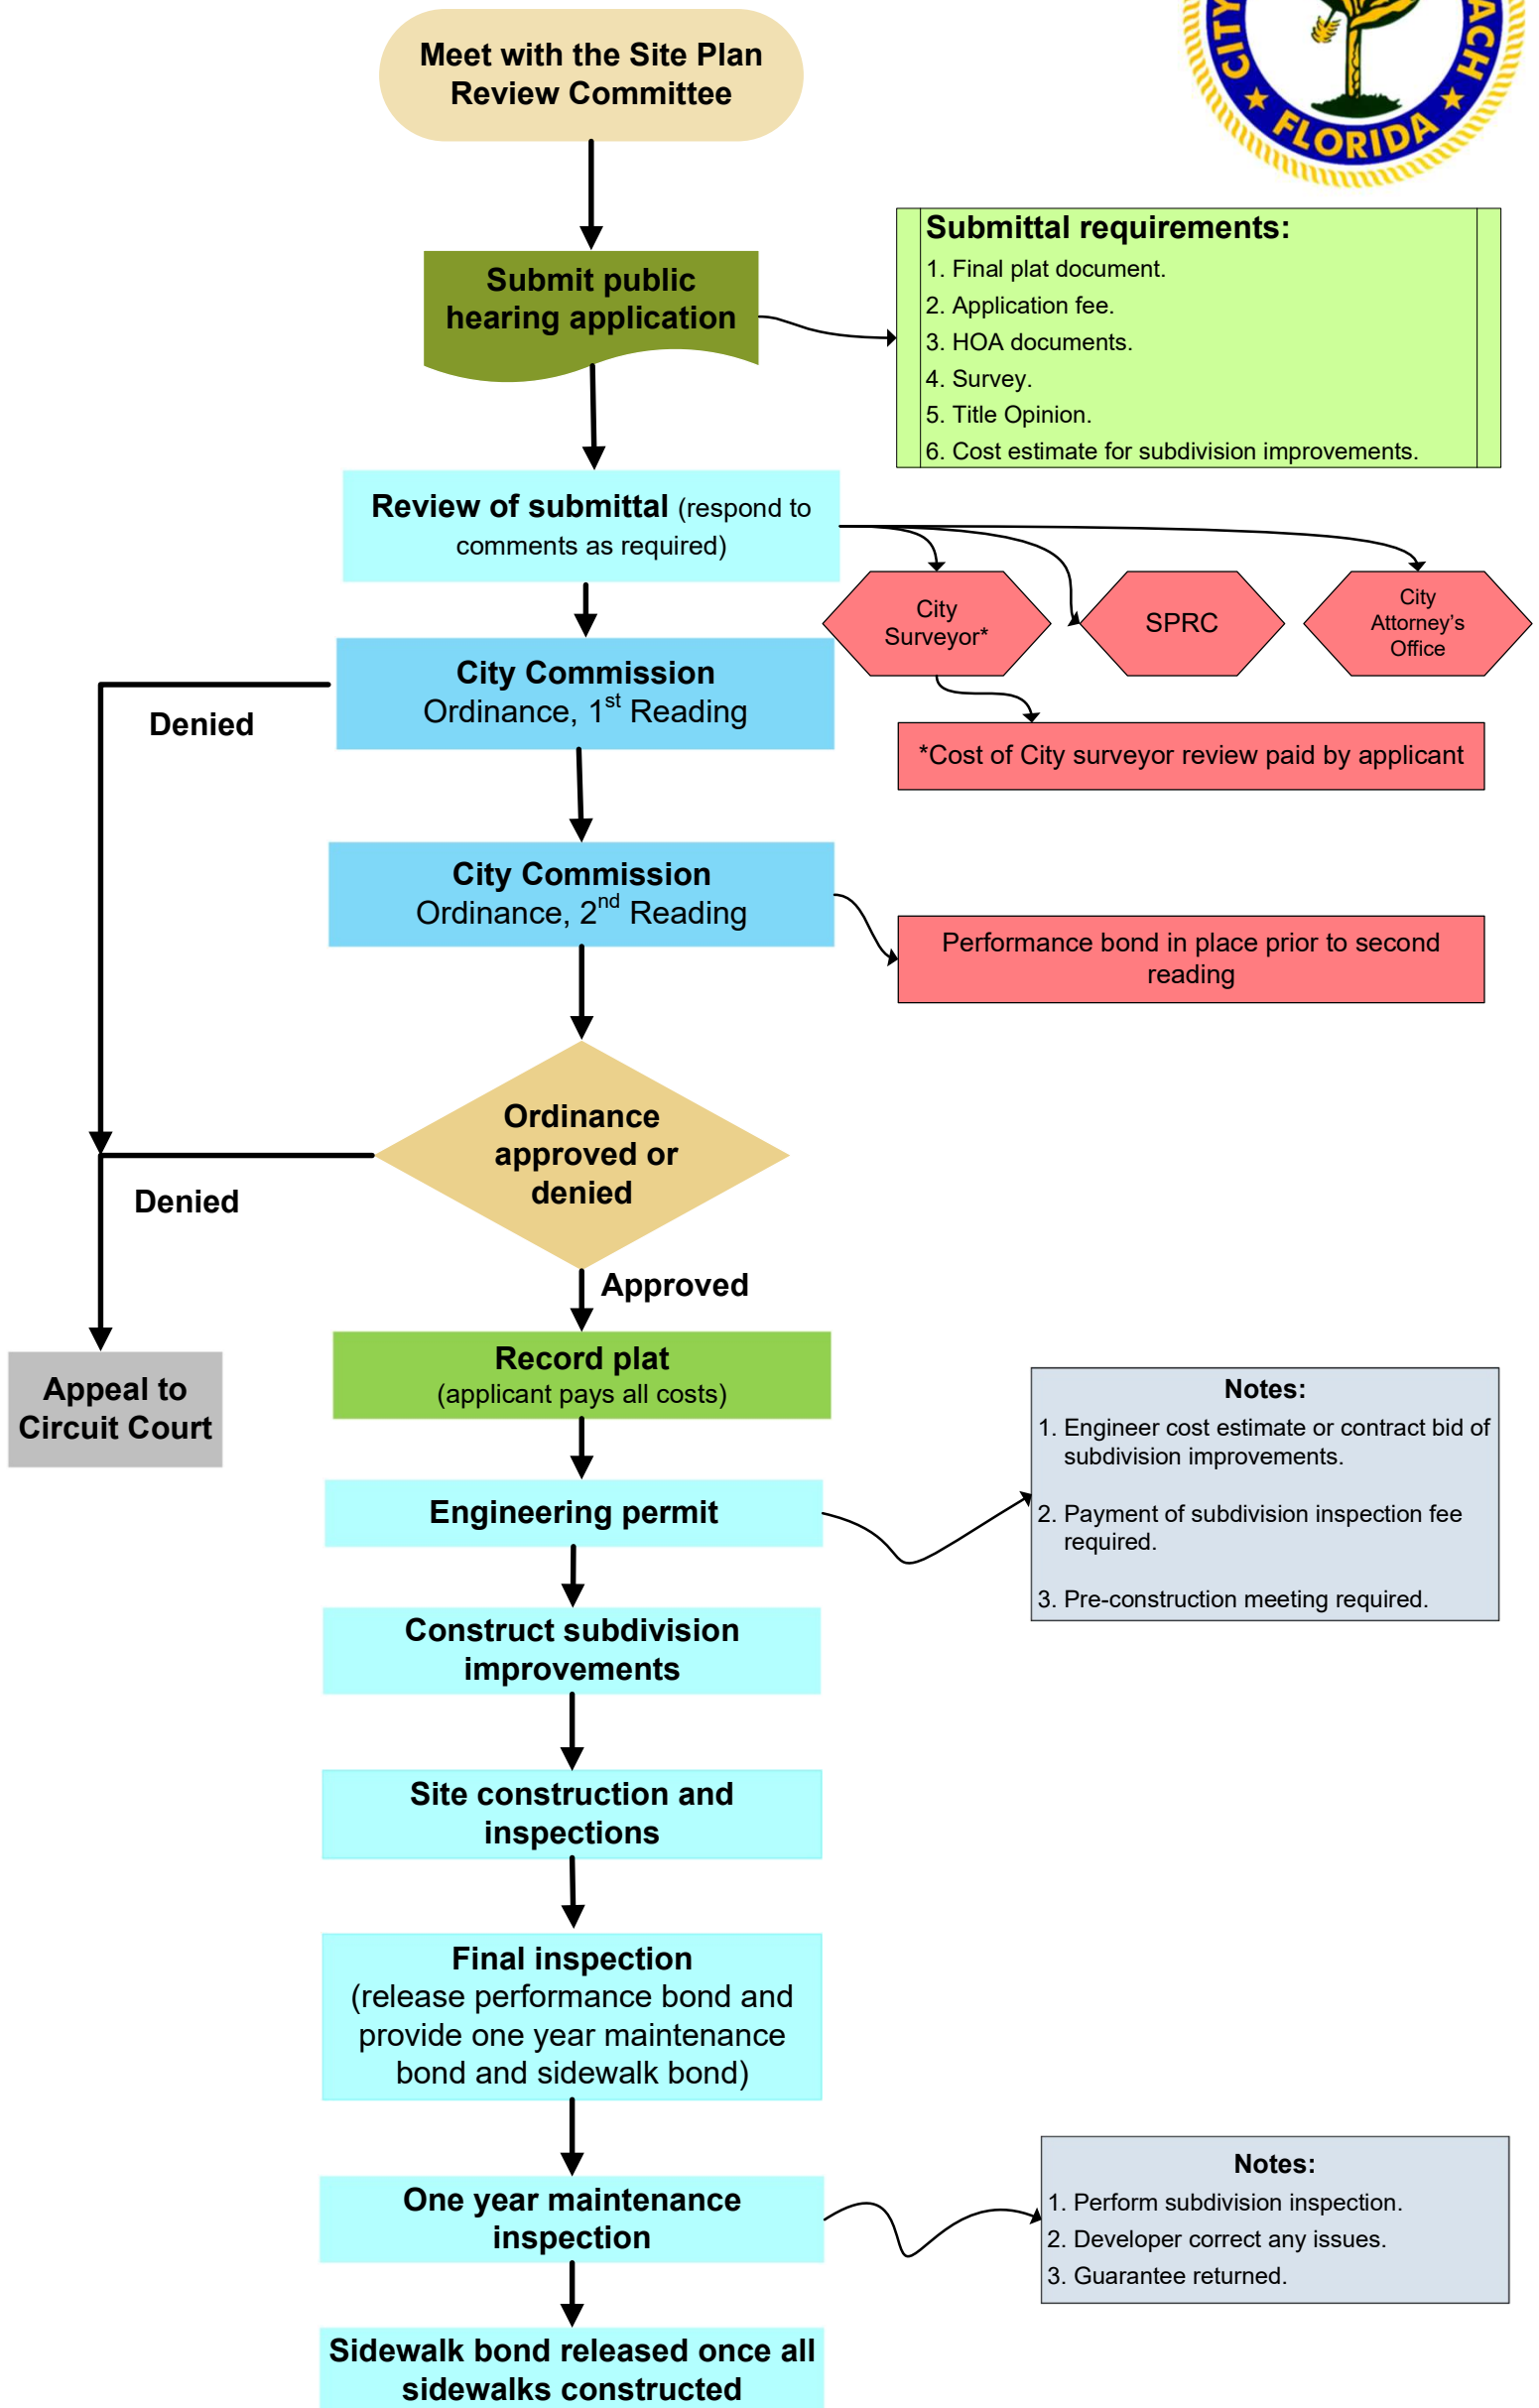 Meet with the Site Plan
Review Committee
CITY
ACH
FLORIDA
Submit public
hearing application
Submittal requirements:
1. Final plat document.
2. Application fee.
3. HOA documents.
4. Survey.
5. Title Opinion.
6. Cost estimate for subdivision improvements.
Review of submittal (respond to
comments as required)
City
Surveyor*
SPRC
City
Attorney’s
Office
City Commission
Ordinance, 1st Reading
Denied
*Cost of City surveyor review paid by applicant
City Commission
Ordinance, 2nd Reading
Performance bond in place prior to second
reading
Ordinance
approved or
denied
Denied
Approved
Record plat
(applicant pays all costs)
Appeal to
Circuit Court
Notes:
1. Engineer cost estimate or contract bid of
subdivision improvements.
2. Payment of subdivision inspection fee
required.
3. Pre-construction meeting required.
Engineering permit
Construct subdivision
improvements
Site construction and
inspections
Final inspection
(release performance bond and
provide one year maintenance
bond and sidewalk bond)
One year maintenance
inspection
Notes:
1. Perform subdivision inspection.
2. Developer correct any issues.
3. Guarantee returned.
Sidewalk bond released once all
sidewalks constructed